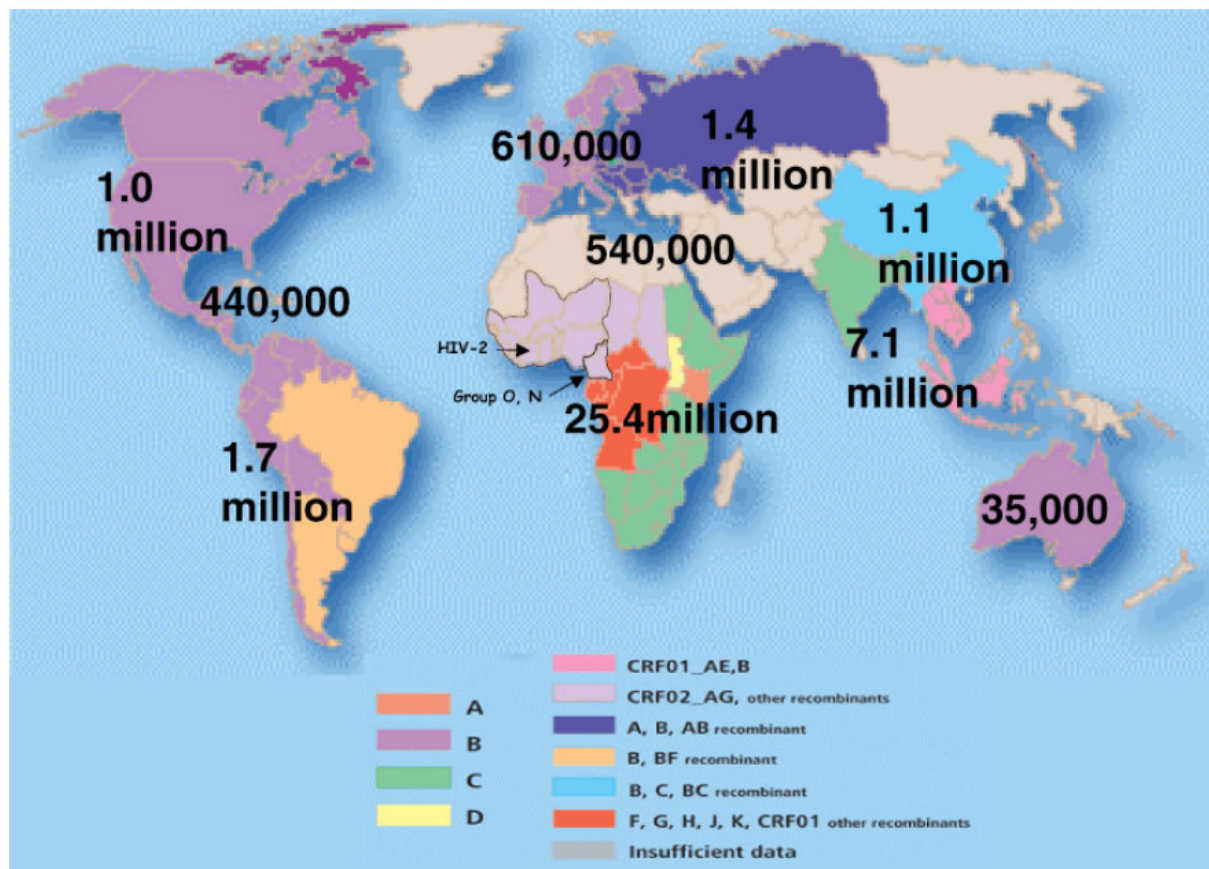 610,000
1.4
million
1.0
million
1.1
million
540,000
440,000
HIV-2
7.1
million
Group O, N
25.4million
1.7
million
35,000
A
B
C
D
CRF01_AE,B
CRF02_AG, other recombinants
A, B, AB recombinant
B, BF recombinant
B, C, BC recombinant
F, G, H, J, K, CRF01 other recombinants
Insufficient data